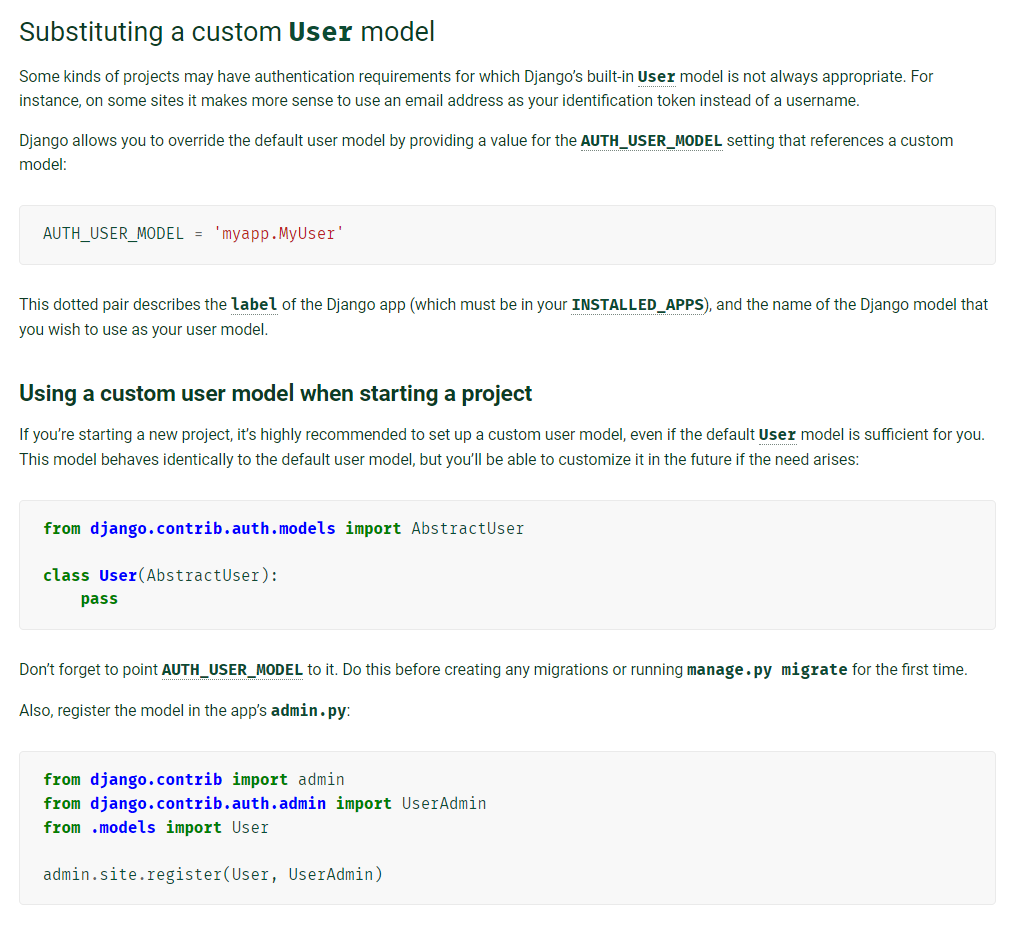 Substituting a custom User model
Some kinds of projects may have authentication requirements for which Django’s built-in User model is not always appropriate. For
instance, on some sites it makes more sense to use an email address as your identification token instead of a username.
Django allows you to override the default user model by providing a value for the AUTH_USER_MODEL setting that references a custom
model:
AUTH_USER_MODEL = 'myapp.MyUser'
This dotted pair describes the label of the Django app (which must be in your INSTALLED_APPS), and the name of the Django model that
you wish to use as your user model.
Using a custom user model when starting a project
If you’re starting a new project, it’s highly recommended to set up a custom user model, even if the default User model is sufficient for you.
This model behaves identically to the default user model, but you’ll be able to customize it in the future if the need arises:
from django.contrib.auth.models import AbstractUser
class User(AbstractUser):
    pass
Don’t forget to point AUTH_USER_MODEL to it. Do this before creating any migrations or running manage.py migrate for the first time.
Also, register the model in the app’s admin.py:
from django.contrib import admin
from django.contrib.auth.admin import UserAdmin
from .models import User
admin.site.register(User, UserAdmin)